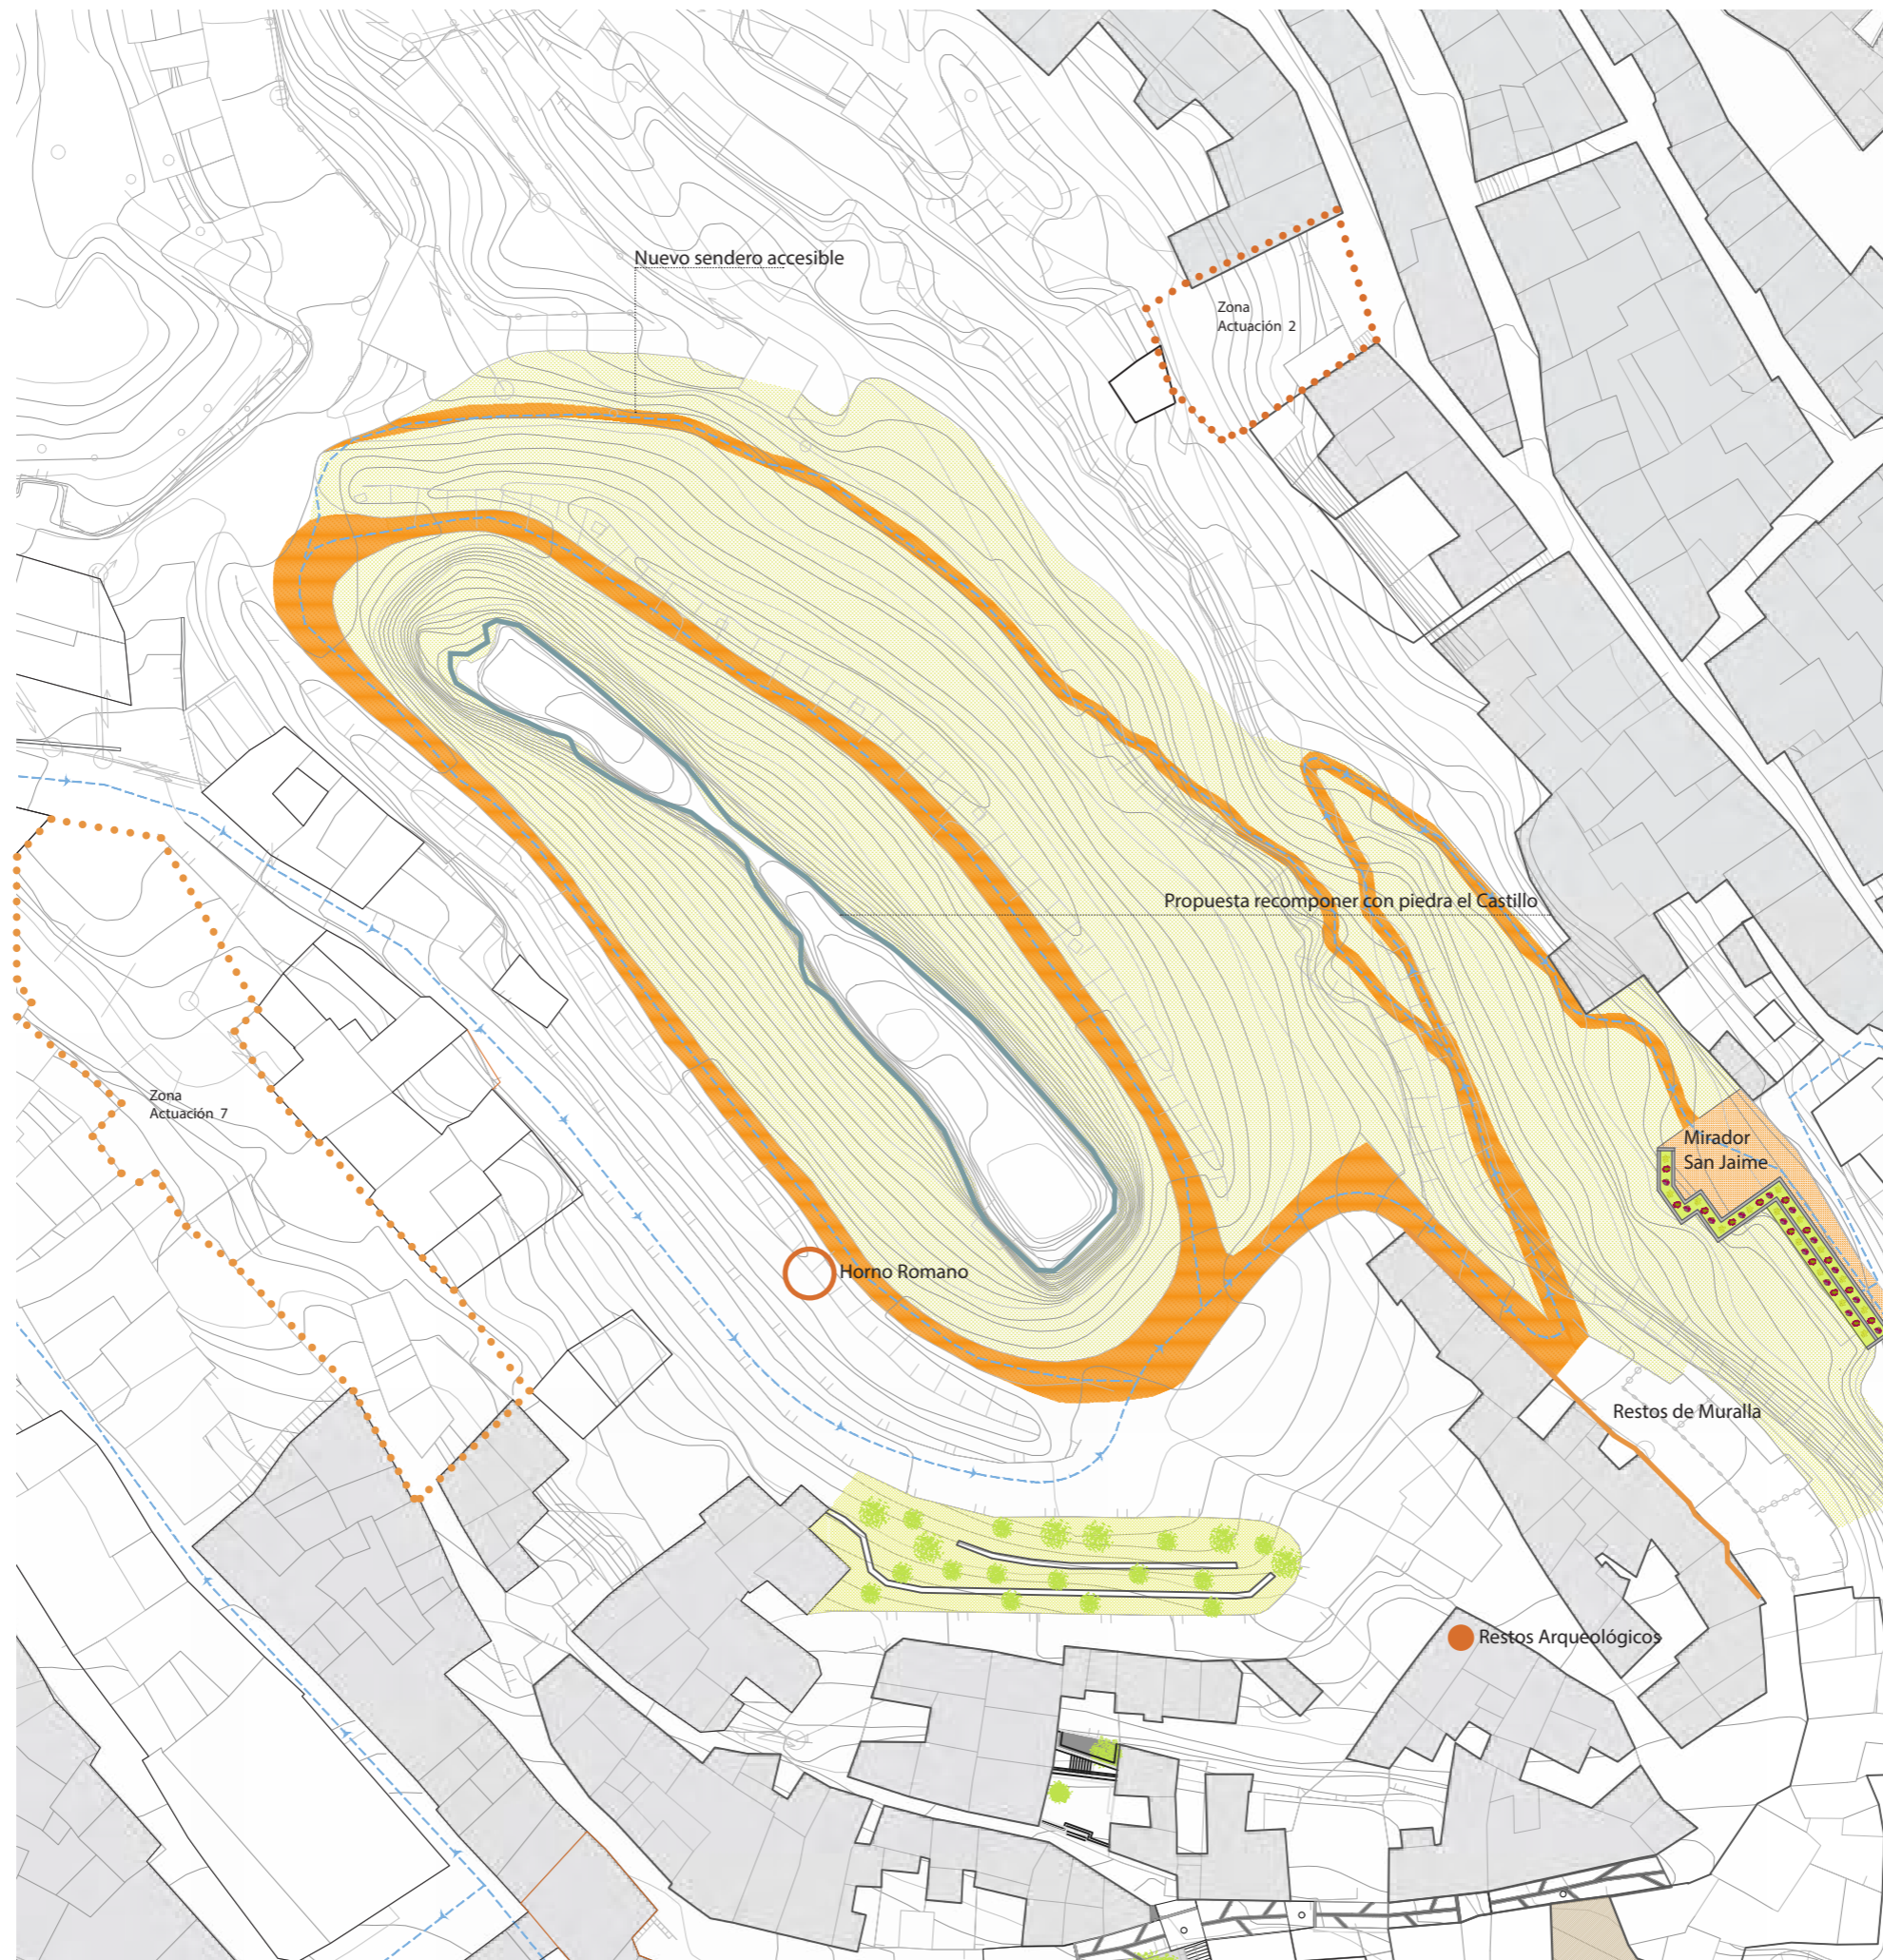 Nuevo sendero accesible
Zona
Actuación 2
Propuesta recomponer con piedra el Castillo
Zona
Actuación 7
Mirador
San Jaime
Horno Romano
Restos de Muralla
Restos Arqueológicos